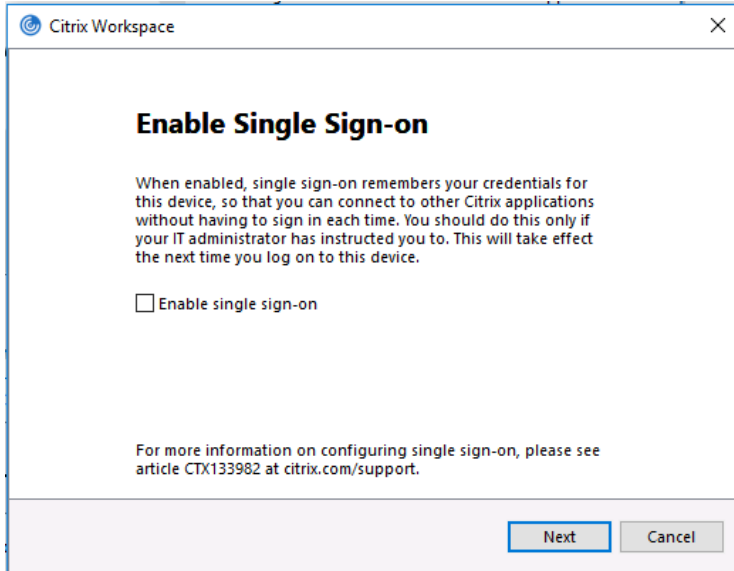 Citrix Workspace
Enable Single Sign-on
When enabled, single sign-on remembers your credentials for
this device, so that you can connect to other Citrix applications
without having to sign in each time. You should do this only if
your IT administrator has instructed you to. This will take effect
the next time you log on to this device.
Enable single sign-on
For more information on configuring single sign-on, please see
article CTX133982 at citrix.com/support.
Next Cancel